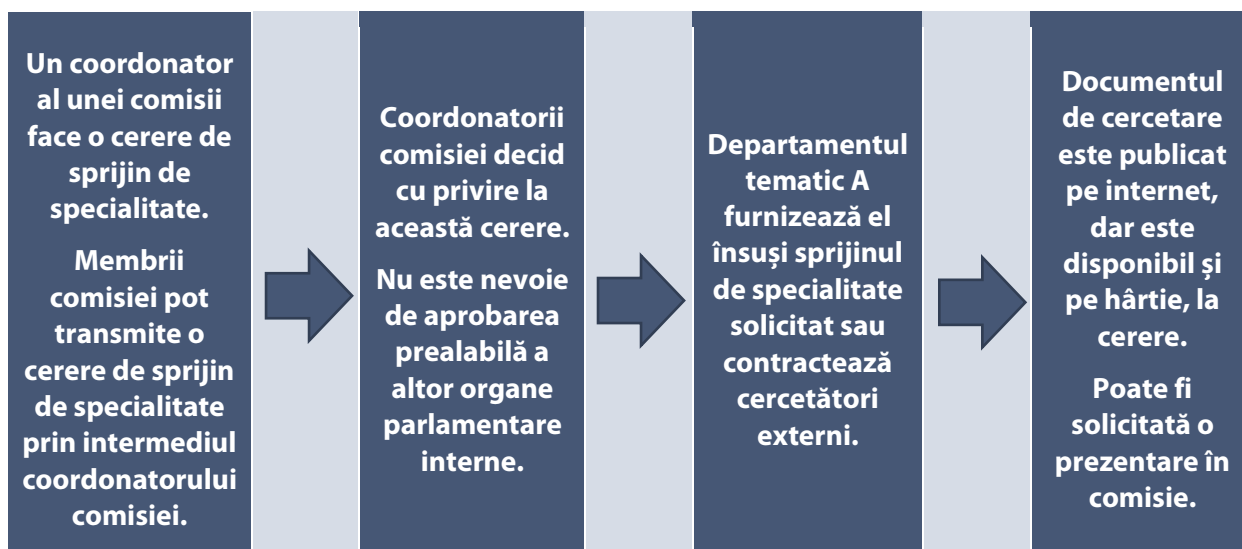 Un coordonator
al unei comisii
face o cerere de
sprijin de
specialitate.
Membrii
comisiei pot
transmite o
cerere de sprijin
de specialitate
prin intermediul
coordonatorului
comisiei.
Coordonatorii
comisiei decid
cu privire la
această cerere.
Nu este nevoie
de aprobarea
prealabilă a
altor organe
parlamentare
interne.
Departamentul
tematic A
furnizează el
însuși sprijinul
de specialitate
solicitat sau
contractează
cercetători
externi.
Documentul
de cercetare
este publicat
pe internet,
dar este
disponibil și
pe hârtie, la
cerere.
Poate fi
solicitată o
prezentare în
comisie.